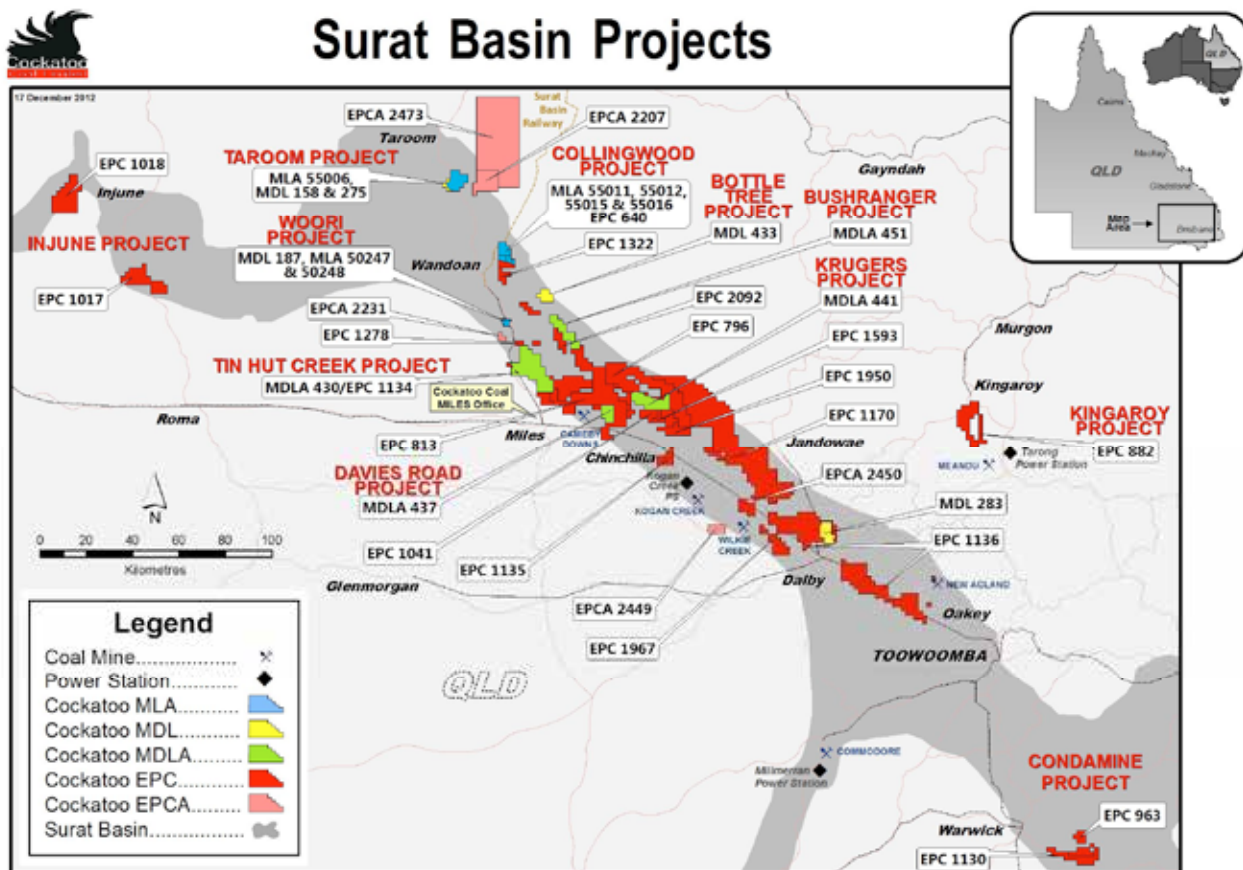 Cockatoo
Surat Basin Projects
17 December 2012
QLD
Cairns
Mackay
QLD
Gladstone
Map
Area
Brisbane
EPCA 2473
Taroom
Surat
Basin
Railway
EPCA 2207
EPC 1018
Injune
TAROOM PROJECT
MLA 55006,
MDL 158 & 275
COLLINGWOOD
PROJECT
MLA 55011, 55012,
55015 & 55016
EPC 640
Gayndah
BOTTLE
TREE
PROJECT
MDL 433
BUSHRANGER
PROJECT
MDLA 451
INJUNE PROJECT
EPC 1017
WOORI
PROJECT
MDL 187, MLA 50247
& 50248
Wandoan
EPC 1322
KRUGERS
PROJECT
MDLA 441
EPCA 2231
EPC 1278
EPC 2092
EPC 796
EPC 1593
Murgon
TIN HUT CREEK PROJECT
MDLA 430/EPC 1134
EPC 1950
Kingaroy
Cockatoo Coal
MILES Office
Roma
Miles
CAMEBY
DOWNS
EPC 813
EPC 1170
Jandowae
KINGAROY
PROJECT
EPC 882
Tarong
Power Station
MEANDU
Chinchilla
DAVIES ROAD
PROJECT
MDLA 437
Kogan
Creek
PS
KOGAN CREEK
EPCA 2450
MDL 283
N
0 20 40 60 80 100
Kilometres
EPC 1041
EPC 1135
WILKIE
CREEK
EPC 1136
Glenmorgan
Dalby
NEW ACLAND
EPCA 2449
Oakey
EPC 1967
TOOWOOMBA
QLD
Legend
Coal Mine
Power Station
Cockatoo MLA
Cockatoo MDL
Cockatoo MDLA
Cockatoo EPC
Cockatoo EPCA
Surat Basin
COMMODORE
Millmerran
Power Station
CONDAMINE
PROJECT
EPC 963
Warwick
EPC 1130